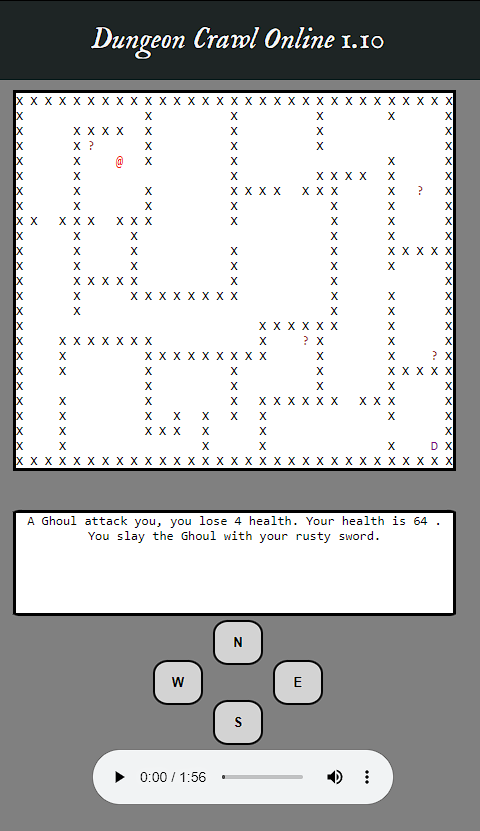 Dungeon Crawl Online 1.10
X X X X X X X X X X X X X X X X X X X X X X X X X X X X X X X
X X X X X X
X X X X X X X X X
X X ? X X X X
X X @ X X X X
X X X X X X X X X
X X X X X X X X X X X ? X
X X X X X X X
X X X X X X X X X X X X X
X X X X X X
X X X X X X X X X X
X X X X X X X
X X X X X X X X X X
X X X X X X X X X X X X
X X X X X
X X X X X X X X X
X X X X X X X X X ? X X X
X X X X X X X X X X X X ? X
X X X X X X X X X X
X X X X X X
X X X X X X X X X X X X X X
X X X X X X X X X
X X X X X X X X
X X X X X D X
X X X X X X X X X X X X X X X X X X X X X X X X X X X X X X X
A Ghoul attack you, you lose 4 health. Your health is 64 .
You slay the Ghoul with your rusty sword.
N
W E
S
0:00 / 1:56